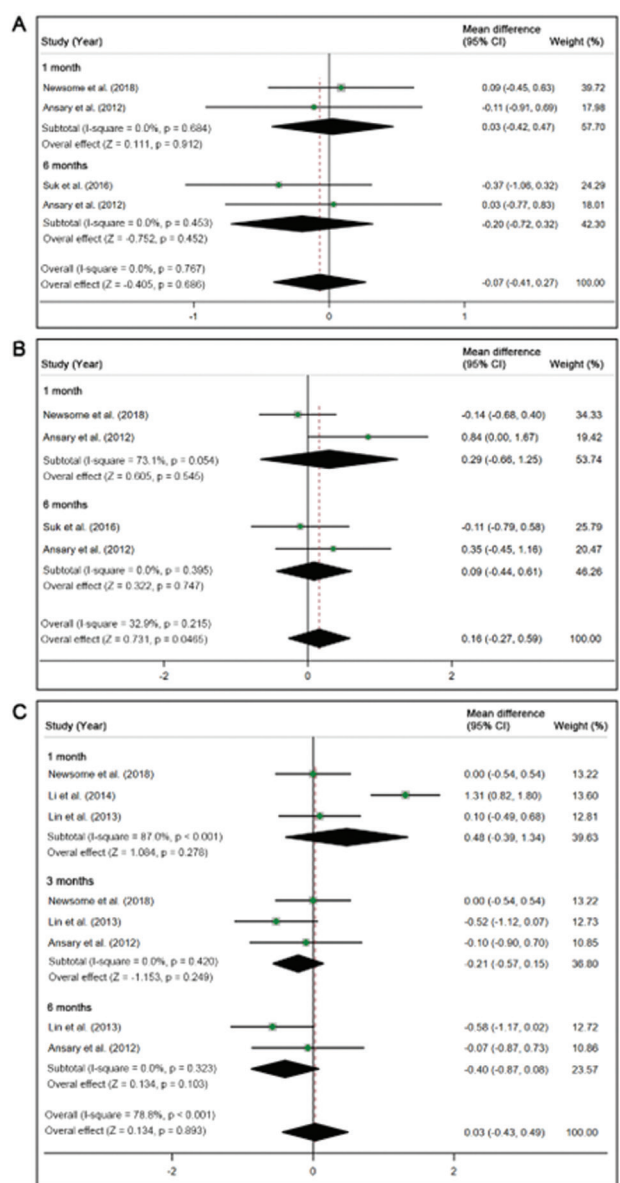 A
Study (Year) Mean difference (95% CI) Weight (%)
1 month
Newsome et al. (2018) 0.09 (-0.45, 0.63) 39.72
Ansary et al. (2012) -0.11 (-0.91, 0.69) 17.98
Subtotal (I-square = 0.0%, p = 0.684) 0.03 (-0.42, 0.47) 57.70
Overal effect (Z = 0.111, p = 0.912)
6 months
Suk et al. (2016) -0.37 (-1.06, 0.32) 24.29
Ansary et al. (2012) 0.03 (-0.77, 0.83) 18.01
Subtotal (I-square = 0.0%, p = 0.453) -0.20 (-0.72, 0.32) 42.30
Overal effect (Z = -0.752, p = 0.452)
Overall (I-square = 0.0%, p = 0.767)
Overal effect (Z = -0.405, p = 0.686) -0.07 (-0.41, 0.27) 100.00
-1 0 1
B
Study (Year) Mean difference (95% CI) Weight (%)
1 month
Newsome et al. (2018) -0.14 (-0.68, 0.40) 34.33
Ansary et al. (2012) 0.84 (0.00, 1.67) 19.42
Subtotal (I-square = 73.1%, p = 0.054) 0.29 (-0.66, 1.25) 53.74
Overal effect (Z = 0.605, p = 0.545)
6 months
Suk et al. (2016) -0.11 (-0.79, 0.58) 25.79
Ansary et al. (2012) 0.35 (-0.45, 1.16) 20.47
Subtotal (I-square = 0.0%, p = 0.395) 0.09 (-0.44, 0.61) 46.26
Overal effect (Z = 0.322, p = 0.747)
Overall (I-square = 32.9%, p = 0.215)
Overal effect (Z = 0.731, p = 0.0465) 0.16 (-0.27, 0.59) 100.00
-2 0 2
C
Study (Year) Mean difference (95% CI) Weight (%)
1 month
Newsome et al. (2018) 0.00 (-0.54, 0.54) 13.22
Li et al. (2014) 1.31 (0.82, 1.80) 13.60
Lin et al. (2013) 0.10 (-0.49, 0.68) 12.81
Subtotal (I-square = 87.0%, p < 0.001) 0.48 (-0.39, 1.34) 39.63
Overal effect (Z = 1.084, p = 0.278)
3 months
Newsome et al. (2018) 0.00 (-0.54, 0.54) 13.22
Lin et al. (2013) -0.52 (-1.12, 0.07) 12.73
Ansary et al. (2012) -0.10 (-0.90, 0.70) 10.85
Subtotal (I-square = 0.0%, p = 0.420) -0.21 (-0.57, 0.15) 36.80
Overal effect (Z = -1.153, p = 0.249)
6 months
Lin et al. (2013) -0.58 (-1.17, 0.02) 12.72
Ansary et al. (2012) -0.07 (-0.87, 0.73) 10.86
Subtotal (I-square = 0.0%, p = 0.323) -0.40 (-0.87, 0.08) 23.57
Overal effect (Z = 0.134, p = 0.103)
Overall (I-square = 78.8%, p < 0.001)
Overal effect (Z = 0.134, p = 0.893) 0.03 (-0.43, 0.49) 100.00
-2 0 2